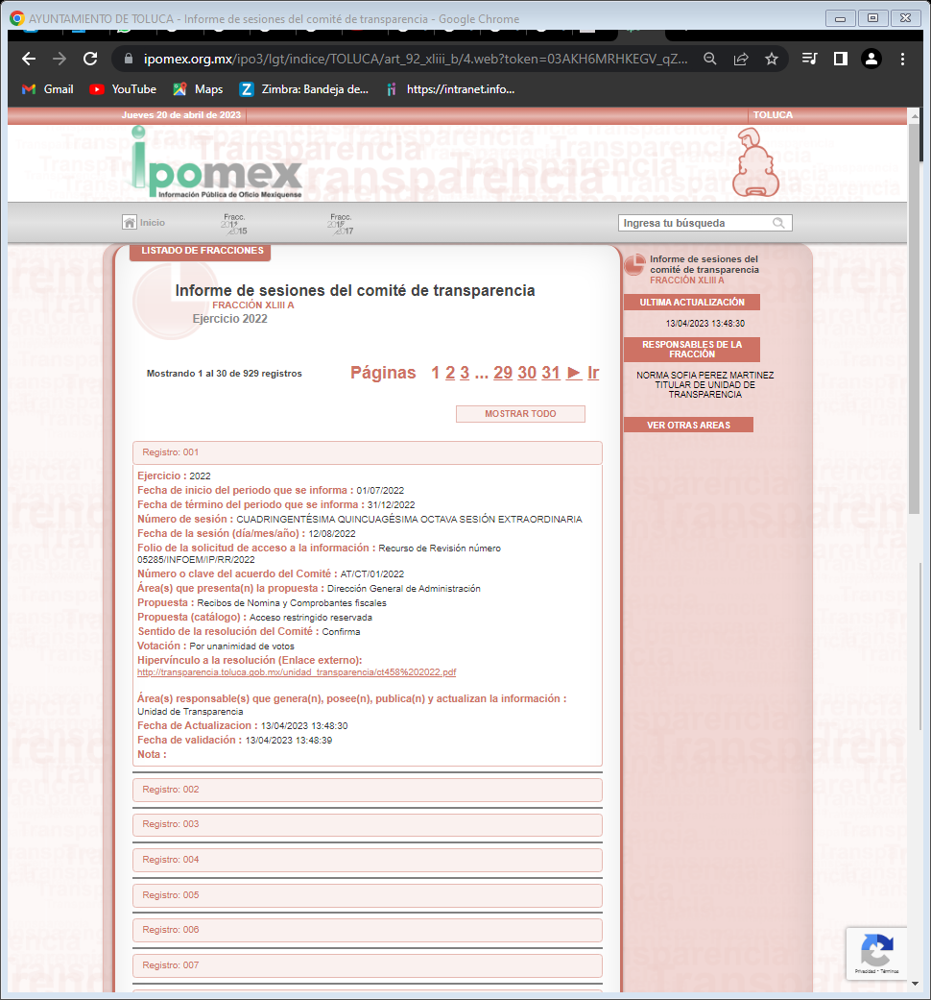 AYUNTAMIENTO DE TOLUCA - Informe de sesiones del comité de transparencia - Google Chrome
ipomex.org.mx/ipo3/lgt/indice/TOLUCA/art_92_xliii_b/4.web?token=03AKH6MRHKEGV_qZ...
Gmail
YouTube
Maps
Zimbra: Bandeja de...
https://intranet.info...
Jueves 20 de abril de 2023
TOLUCA
ipomex
Información Pública de Oficio Mexiquense
Transparencia
Inicio
Fracc.
2015
Fracc.
2017
Ingresa tu búsqueda
LISTADO DE FRACCIONES
Informe de sesiones del comité de transparencia
FRACCIÓN XLIII A
Ejercicio 2022
Mostrando 1 al 30 de 929 registros
Páginas 1 2 3 ... 29 30 31 ► Ir
MOSTRAR TODO
Registro: 001
Ejercicio : 2022
Fecha de inicio del periodo que se informa : 01/07/2022
Fecha de término del periodo que se informa : 31/12/2022
Número de sesión : CUADRINGENTÉSIMA QUINCUAGÉSIMA OCTAVA SESIÓN EXTRAORDINARIA
Fecha de la sesión (día/mes/año) : 12/08/2022
Folio de la solicitud de acceso a la información : Recurso de Revisión número
05285/INFOEM/IP/RR/2022
Número o clave del acuerdo del Comité : AT/CT/01/2022
Área(s) que presenta(n) la propuesta : Dirección General de Administración
Propuesta : Recibos de Nomina y Comprobantes fiscales
Propuesta (catálogo) : Acceso restringido reservada
Sentido de la resolución del Comité : Confirma
Votación : Por unanimidad de votos
Hipervínculo a la resolución (Enlace externo):
http://transparencia.toluca.gob.mx/unidad_transparencia/ct458%202022.pdf
Área(s) responsable(s) que genera(n), posee(n), publica(n) y actualizan la información :
Unidad de Transparencia
Fecha de Actualizacion : 13/04/2023 13:48:30
Fecha de validación : 13/04/2023 13:48:39
Nota :
Registro: 002
Registro: 003
Registro: 004
Registro: 005
Registro: 006
Registro: 007
Informe de sesiones del
comité de transparencia
FRACCIÓN XLIII A
ULTIMA ACTUALIZACIÓN
13/04/2023 13:48:30
RESPONSABLES DE LA
FRACCIÓN
NORMA SOFIA PEREZ MARTINEZ
TITULAR DE UNIDAD DE
TRANSPARENCIA
VER OTRAS AREAS
Privacidad - Términos